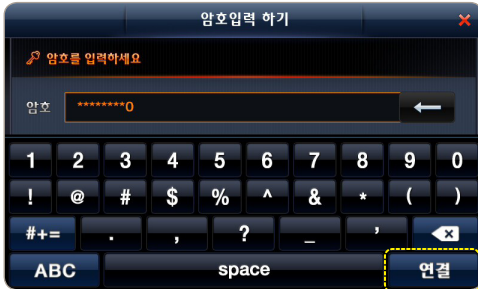 암호입력 하기
암호를 입력하세요
암호 ********0
1 2 3 4 5 6 7 8 9 0
! @ # $ % ^ & * ( )
#+= . , ? _ '
ABC space 연결